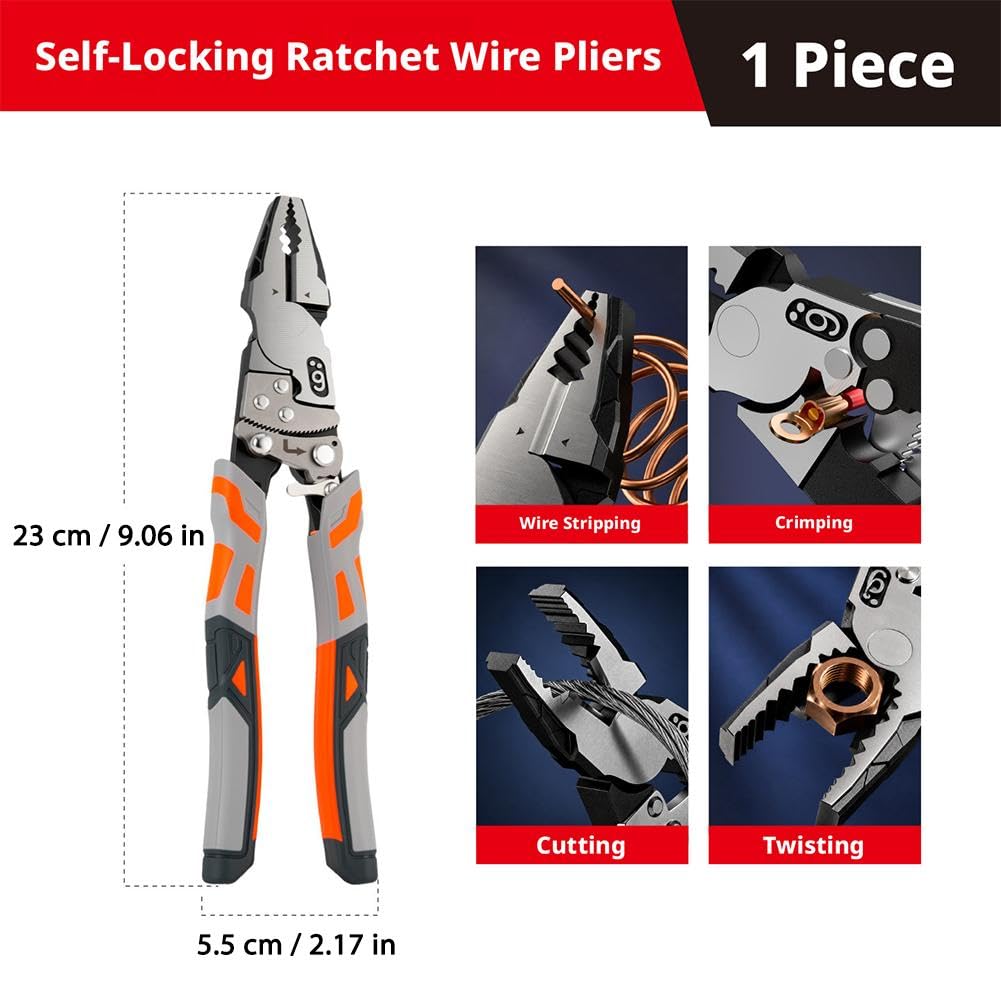 Self-Locking Ratchet Wire Pliers
1 Piece
23 cm / 9.06 in
5.5 cm / 2.17 in
Wire Stripping
Crimping
Cutting
Twisting